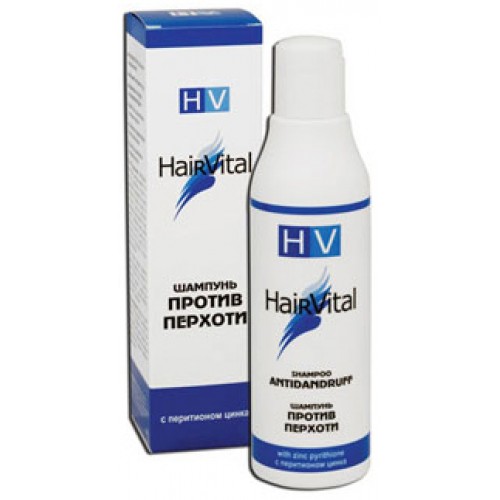 HV
HairVital
ШАМПУНЬ
ПРОТИВ
ПЕРХОТИ
с перитионом цинка
HV
HairVital
SHAMPOO
ANTIDANDRUFF
ШАМПУНЬ
ПРОТИВ
ПЕРХОТИ
with zinc pyrithione
с перитионом цинка